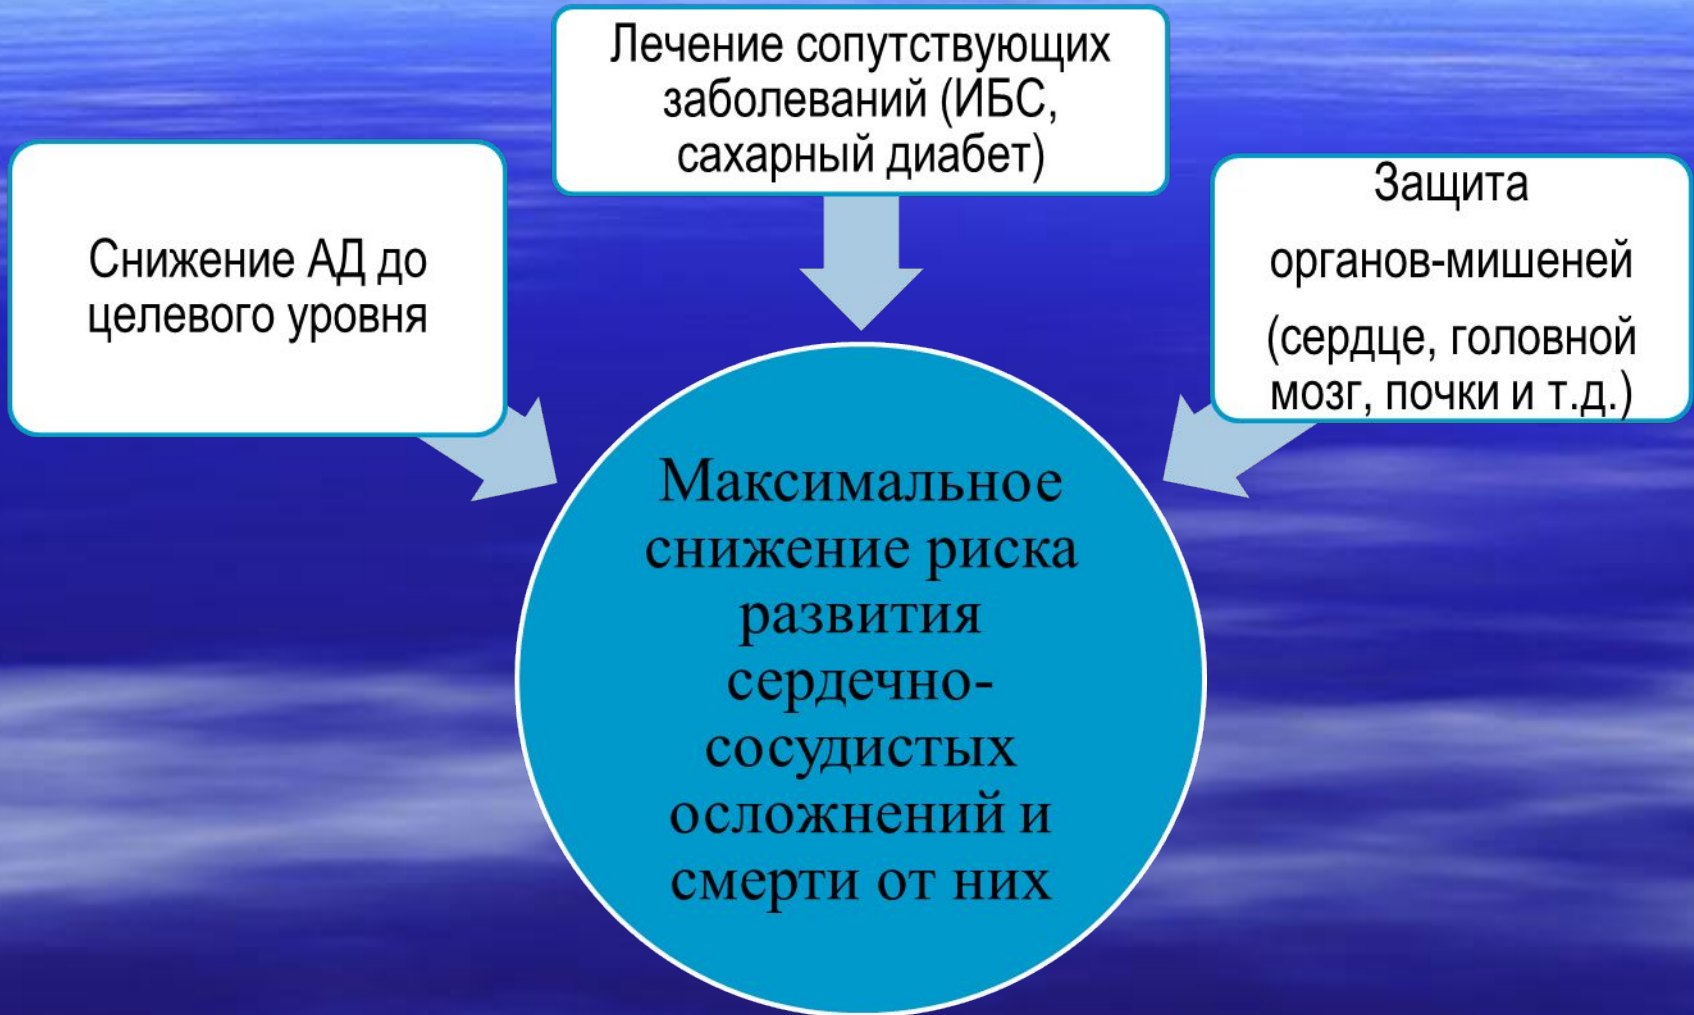 Лечение сопутствующих
заболеваний (ИБС,
сахарный диабет)
Снижение АД до
целевого уровня
Защита
органов-мишеней
(сердце, головной
мозг, почки и т.д.)
Максимальное
снижение риска
развития
сердечно-
сосудистых
осложнений и
смерти от них